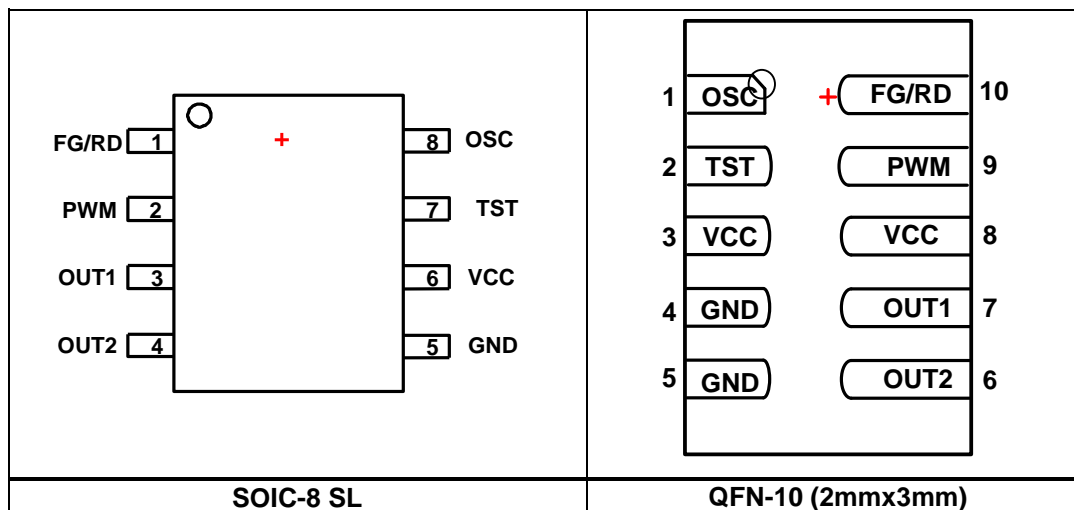 FG/RD 1
PWM 2
OUT1 3
OUT2 4
8 OSC
7 TST
6 VCC
5 GND
SOIC-8 SL
1 OSC
2 TST
3 VCC
4 GND
5 GND
FG/RD 10
PWM 9
VCC 8
OUT1 7
OUT2 6
QFN-10 (2mmx3mm)